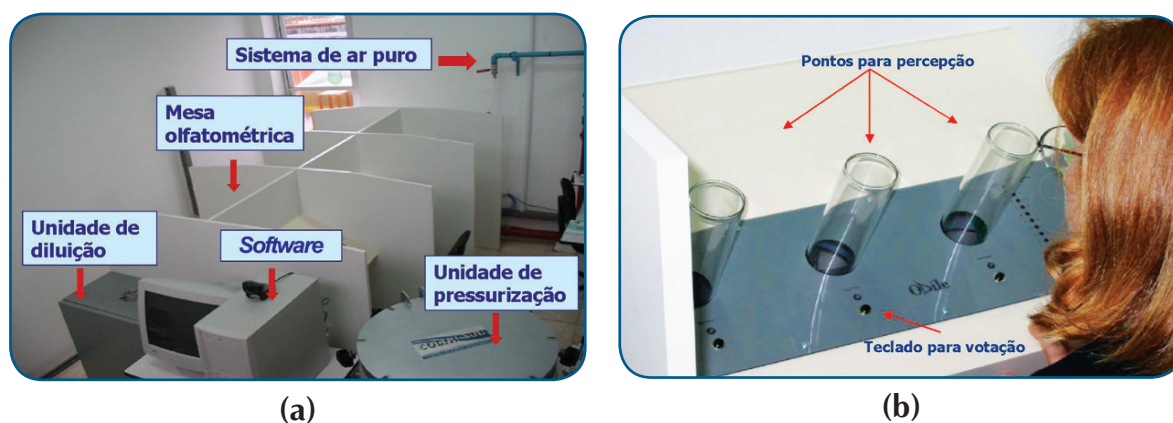 Sistema de ar puro
Mesa
olfatométrica
Unidade de
diluição
Software
Unidade de
pressurização
(a)
Pontos para percepção
Odile
Teclado para votação
(b)